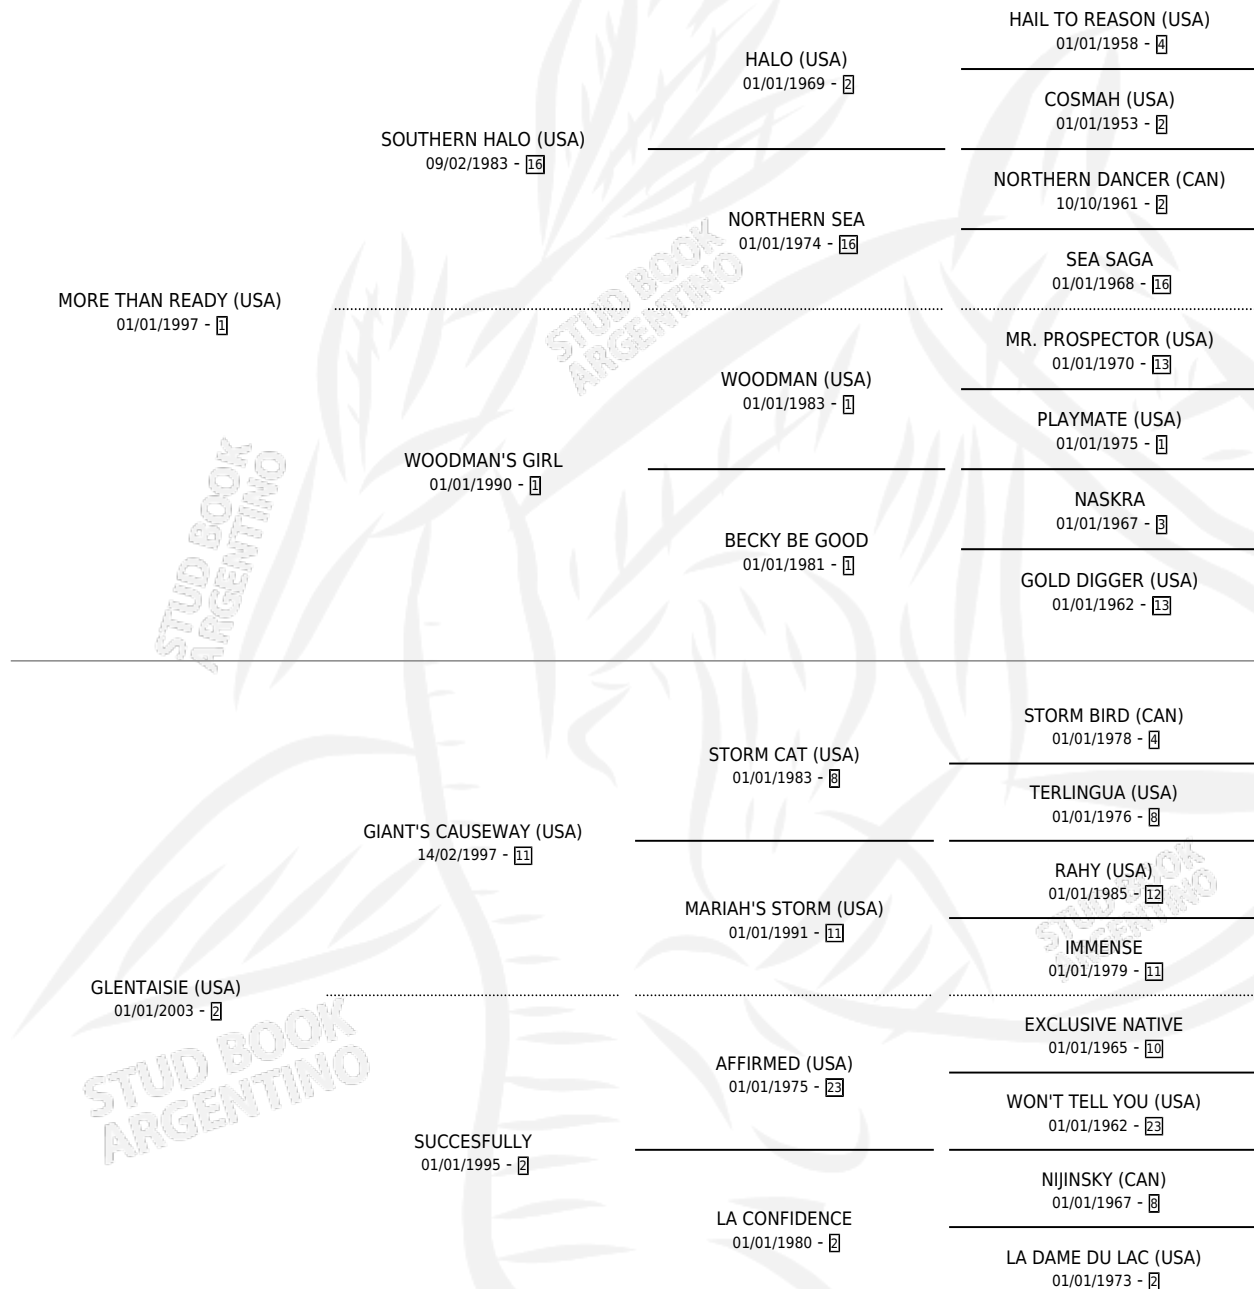 HAIL TO REASON (USA)
01/01/1958 - 4
HALO (USA)
01/01/1969 - 2
COSMAH (USA)
01/01/1953 - 2
SOUTHERN HALO (USA)
09/02/1983 - 16
NORTHERN DANCER (CAN)
10/10/1961 - 2
NORTHERN SEA
01/01/1974 - 16
SEA SAGA
01/01/1968 - 16
MORE THAN READY (USA)
01/01/1997 - 1
MR. PROSPECTOR (USA)
01/01/1970 - 13
WOODMAN (USA)
01/01/1983 - 1
PLAYMATE (USA)
01/01/1975 - 1
WOODMAN'S GIRL
01/01/1990 - 1
NASKRA
01/01/1967 - 3
BECKY BE GOOD
01/01/1981 - 1
GOLD DIGGER (USA)
01/01/1962 - 13
STORM BIRD (CAN)
01/01/1978 - 4
STORM CAT (USA)
01/01/1983 - 8
TERLINGUA (USA)
01/01/1976 - 8
GIANT'S CAUSEWAY (USA)
14/02/1997 - 11
RAHY (USA)
01/01/1985 - 12
MARIAH'S STORM (USA)
01/01/1991 - 11
IMMENSE
01/01/1979 - 11
GLENTAISIE (USA)
01/01/2003 - 2
EXCLUSIVE NATIVE
01/01/1965 - 10
AFFIRMED (USA)
01/01/1975 - 23
WON'T TELL YOU (USA)
01/01/1962 - 23
SUCCESFULLY
01/01/1995 - 2
NIJINSKY (CAN)
01/01/1967 - 8
LA CONFIDENCE
01/01/1980 - 2
LA DAME DU LAC (USA)
01/01/1973 - 2
STUD BOOK
ARGENTINO
STUD BOOK
ARGENTINO
STUD BOOK
ARGENTINO
STUD BOOK
ARGENTINO